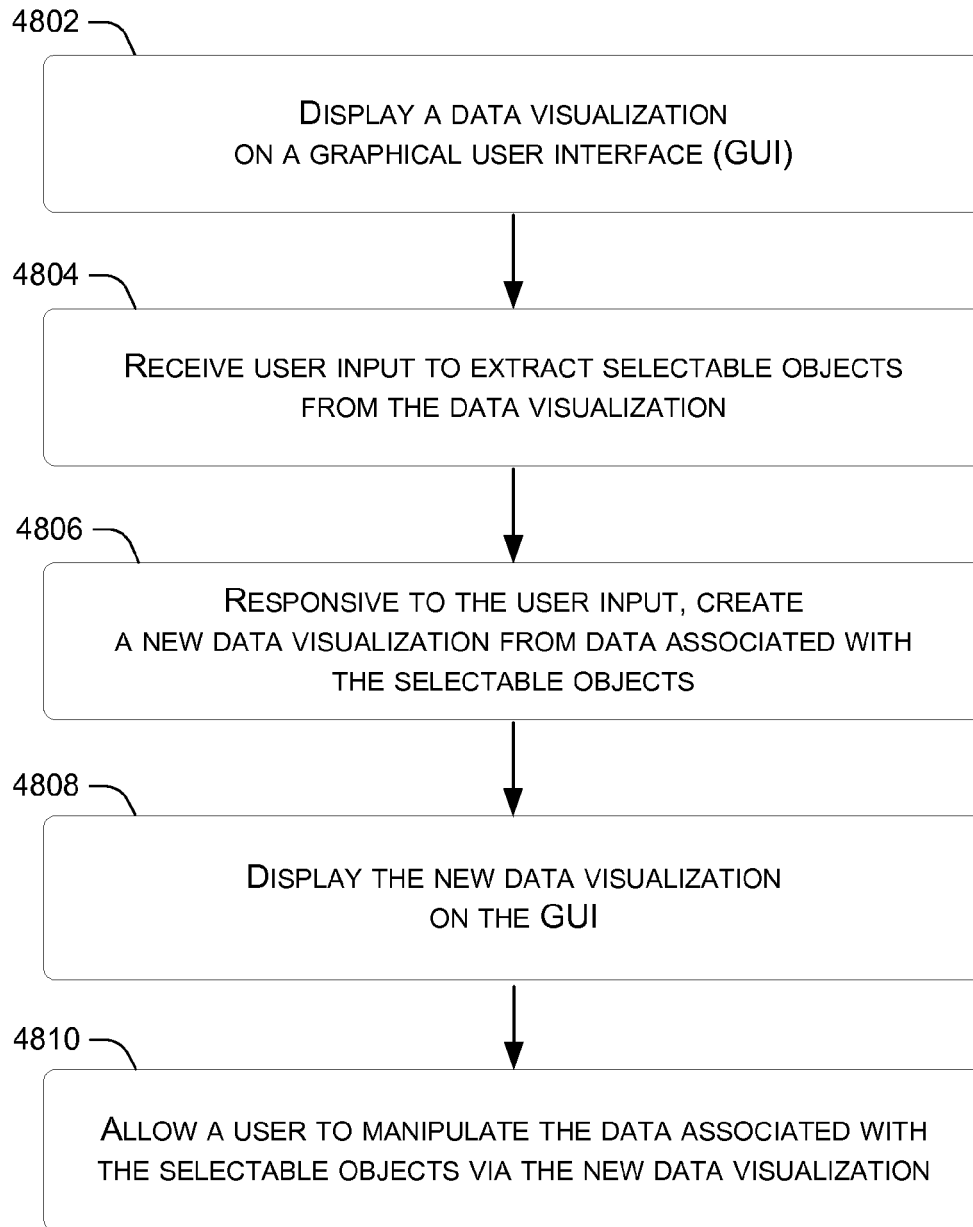 4802
DISPLAY A DATA VISUALIZATION
ON A GRAPHICAL USER INTERFACE (GUI)
4804
RECEIVE USER INPUT TO EXTRACT SELECTABLE OBJECTS
FROM THE DATA VISUALIZATION
4806
RESPONSIVE TO THE USER INPUT, CREATE
A NEW DATA VISUALIZATION FROM DATA ASSOCIATED WITH
THE SELECTABLE OBJECTS
4808
DISPLAY THE NEW DATA VISUALIZATION
ON THE GUI
4810
ALLOW A USER TO MANIPULATE THE DATA ASSOCIATED WITH
THE SELECTABLE OBJECTS VIA THE NEW DATA VISUALIZATION